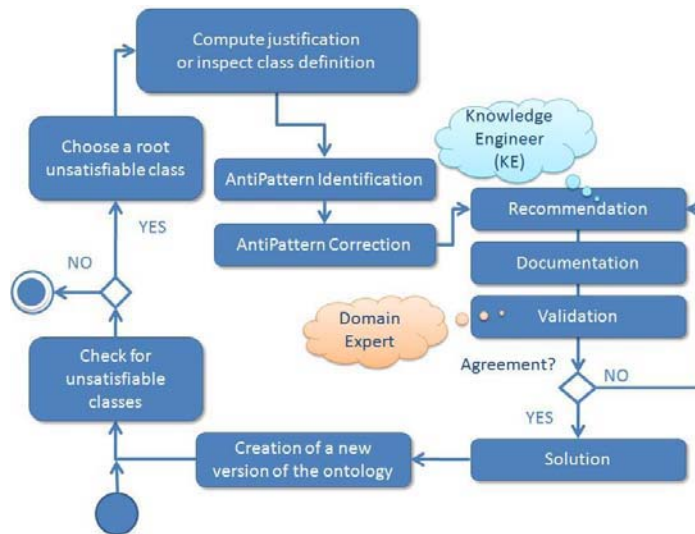 Compute justification
or inspect class definition
Choose a root
unsatisfiable class
Knowledge
Engineer
(KE)
AntiPattern Identification
Recommendation
YES
AntiPattern Correction
NO
Documentation
Domain
Expert
Validation
Check for
unsatisfiable
classes
Agreement?
NO
YES
Creation of a new
version of the ontology
Solution